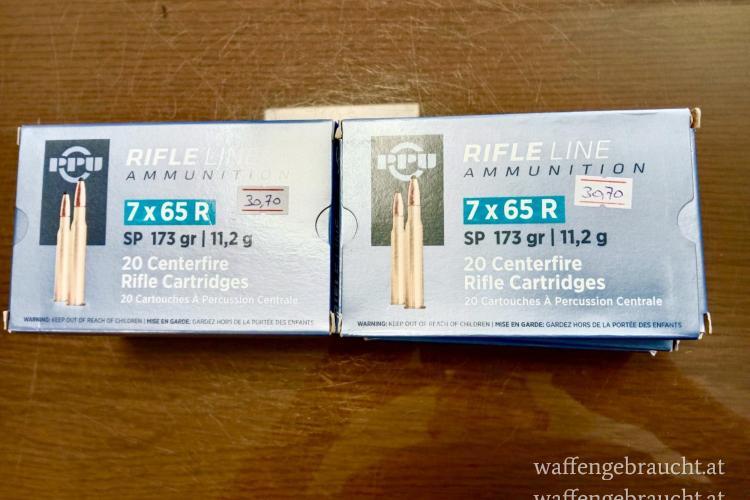 PPU
RIFLE LINE
AMMUNITION
30,70
7 x 65 R
SP 173 gr | 11,2 g
20 Centerfire
Rifle Cartridges
20 Cartouches À Percussion Centrale
WARNING: KEEP OUT OF REACH OF CHILDREN | MISE EN GARDE: GARDEZ HORS DE LA PORTÉE DES ENFANTS
PPU
RIFLE LINE
AMMUNITION
30,70
7 x 65 R
SP 173 gr | 11,2 g
20 Centerfire
Rifle Cartridges
20 Cartouches À Percussion Centrale
WARNING: KEEP OUT OF REACH OF CHILDREN | MISE EN GARDE: GARDEZ HORS DE LA PORTÉE DES ENFANTS
waffengebraucht.at
waffengebraucht.at